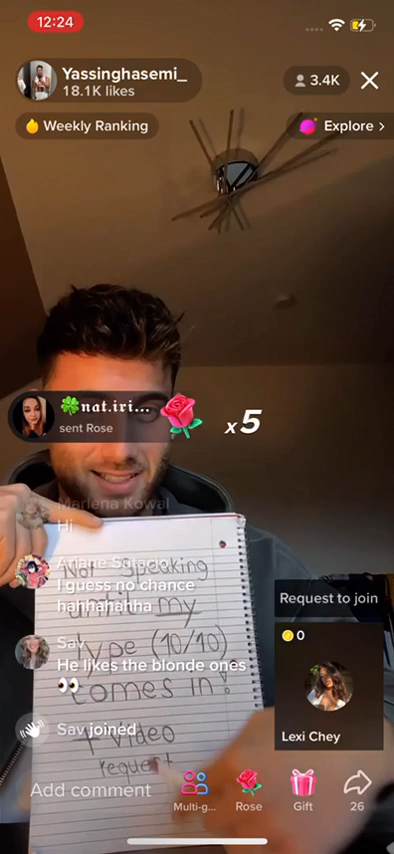 12:24
Yassinghasemi_
18.1K likes
3.4K
Weekly Ranking
Explore >
nat.iri...
sent Rose
x5
Marlena Kowal
Hi
I guess no chance
hahhahahha
Sav
He likes the blonde ones
👀
Sav joined
Not Speaking
until my
type (10/10)
comes in!
Video
request
Request to join
0
Lexi Chey
Add comment
Multi-g...
Rose
Gift
26